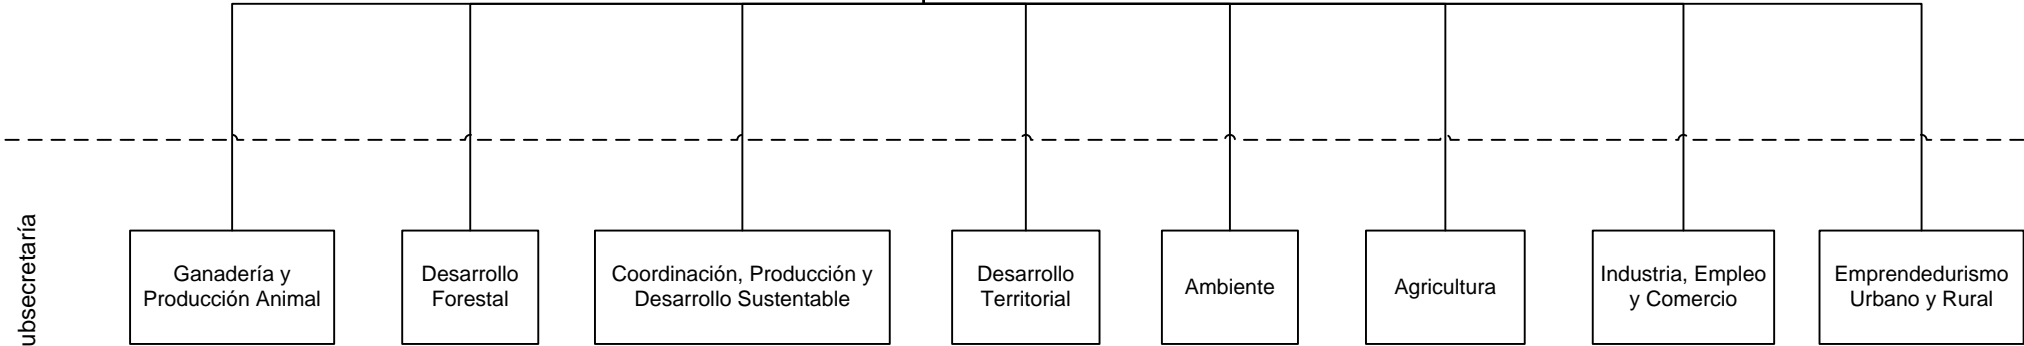 ubsecretaría
Ganadería y
Producción Animal
Desarrollo
Forestal
Coordinación, Producción y
Desarrollo Sustentable
Desarrollo
Territorial
Ambiente
Agricultura
Industria, Empleo
y Comercio
Emprendedurismo
Urbano y Rural